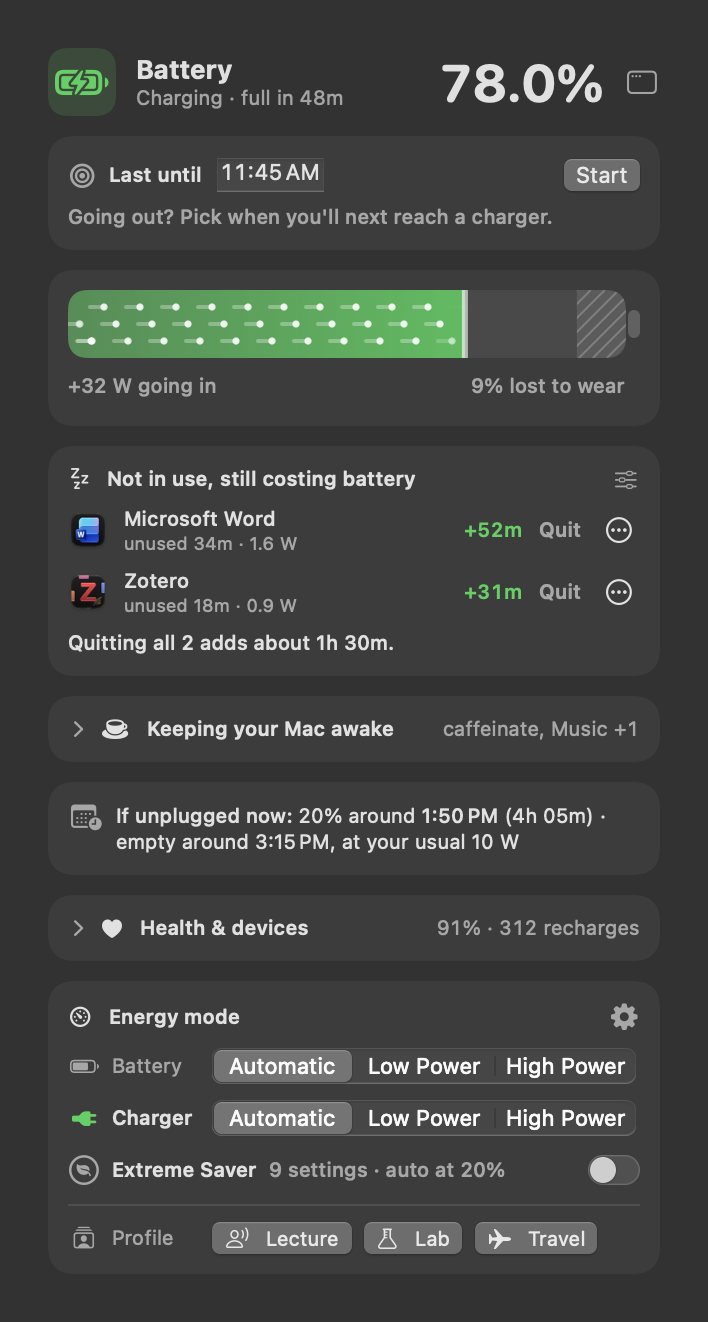 Battery
Charging · full in 48m
78.0%
Last until 11:45 AM Start
Going out? Pick when you'll next reach a charger.
+32 W going in 9% lost to wear
Not in use, still costing battery
Microsoft Word
unused 34m · 1.6 W
+52m Quit
Zotero
unused 18m · 0.9 W
+31m Quit
Quitting all 2 adds about 1h 30m.
Keeping your Mac awake caffeinate, Music +1
If unplugged now: 20% around 1:50 PM (4h 05m) ·
empty around 3:15 PM, at your usual 10 W
Health & devices 91% · 312 recharges
Energy mode
Battery Automatic Low Power High Power
Charger Automatic Low Power High Power
Extreme Saver 9 settings · auto at 20%
Profile Lecture Lab Travel